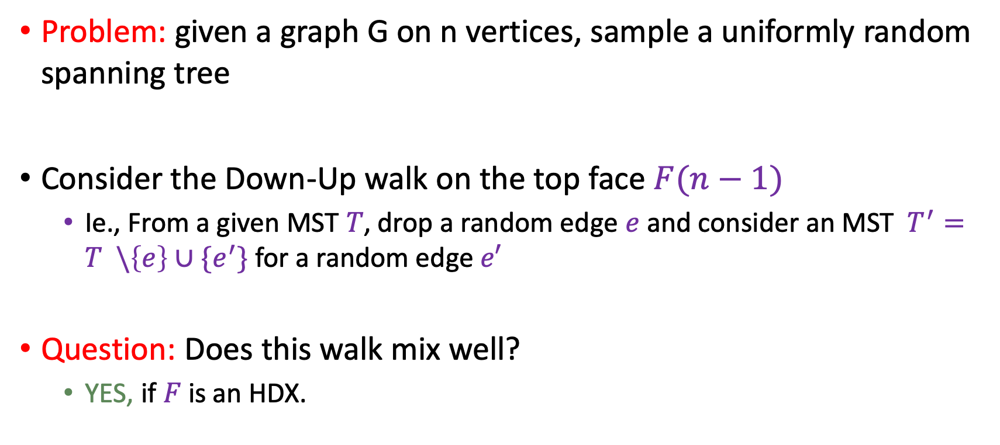 • Problem: given a graph G on n vertices, sample a uniformly random
spanning tree
• Consider the Down-Up walk on the top face F(n − 1)
• Ie., From a given MST T, drop a random edge e and consider an MST T′ =
T \{e} ∪ {e′} for a random edge e′
• Question: Does this walk mix well?
• YES, if F is an HDX.